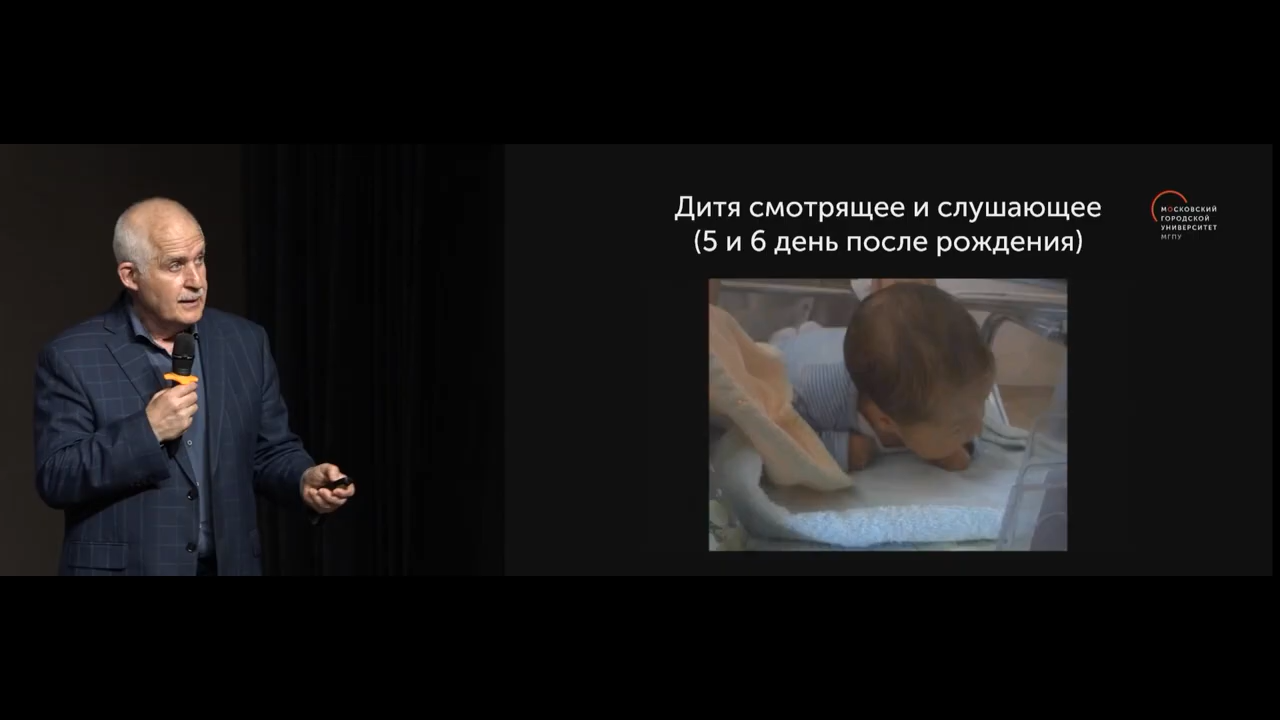 Дитя смотрящее и слушающее
(5 и 6 день после рождения)
МОСКОВСКИЙ
ГОРОДСКОЙ
УНИВЕРСИТЕТ
МГПУ